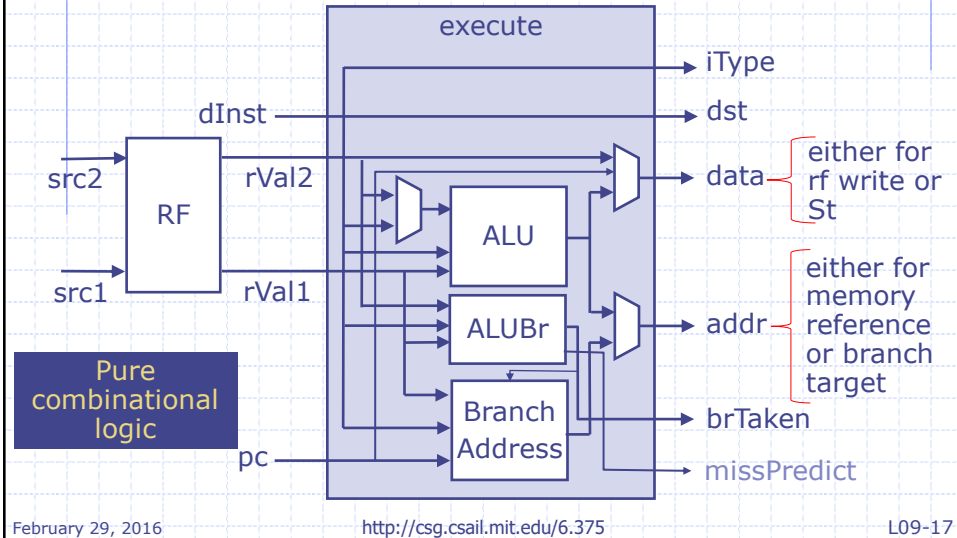 execute
iType
dInst
dst
src2
rVal2
RF
data
either for
rf write or
St
ALU
src1
rVal1
ALUBr
addr
either for
memory
reference
or branch
target
Pure
combinational
logic
Branch
Address
brTaken
pc
missPredict
February 29, 2016
http://csg.csail.mit.edu/6.375
L09-17